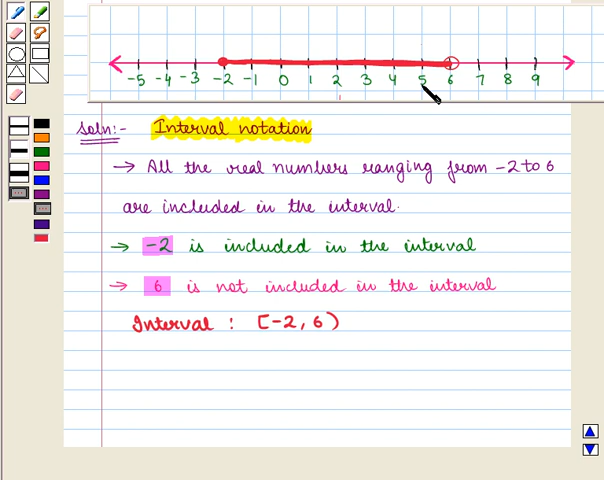 -5 -4 -3 -2 -1 0 1 2 3 4 5 6 7 8 9
Soln:- Interval notation
→ All the real numbers ranging from -2 to 6
are included in the interval.
→ -2 is included in the interval
→ 6 is not included in the interval
Interval : [-2, 6)